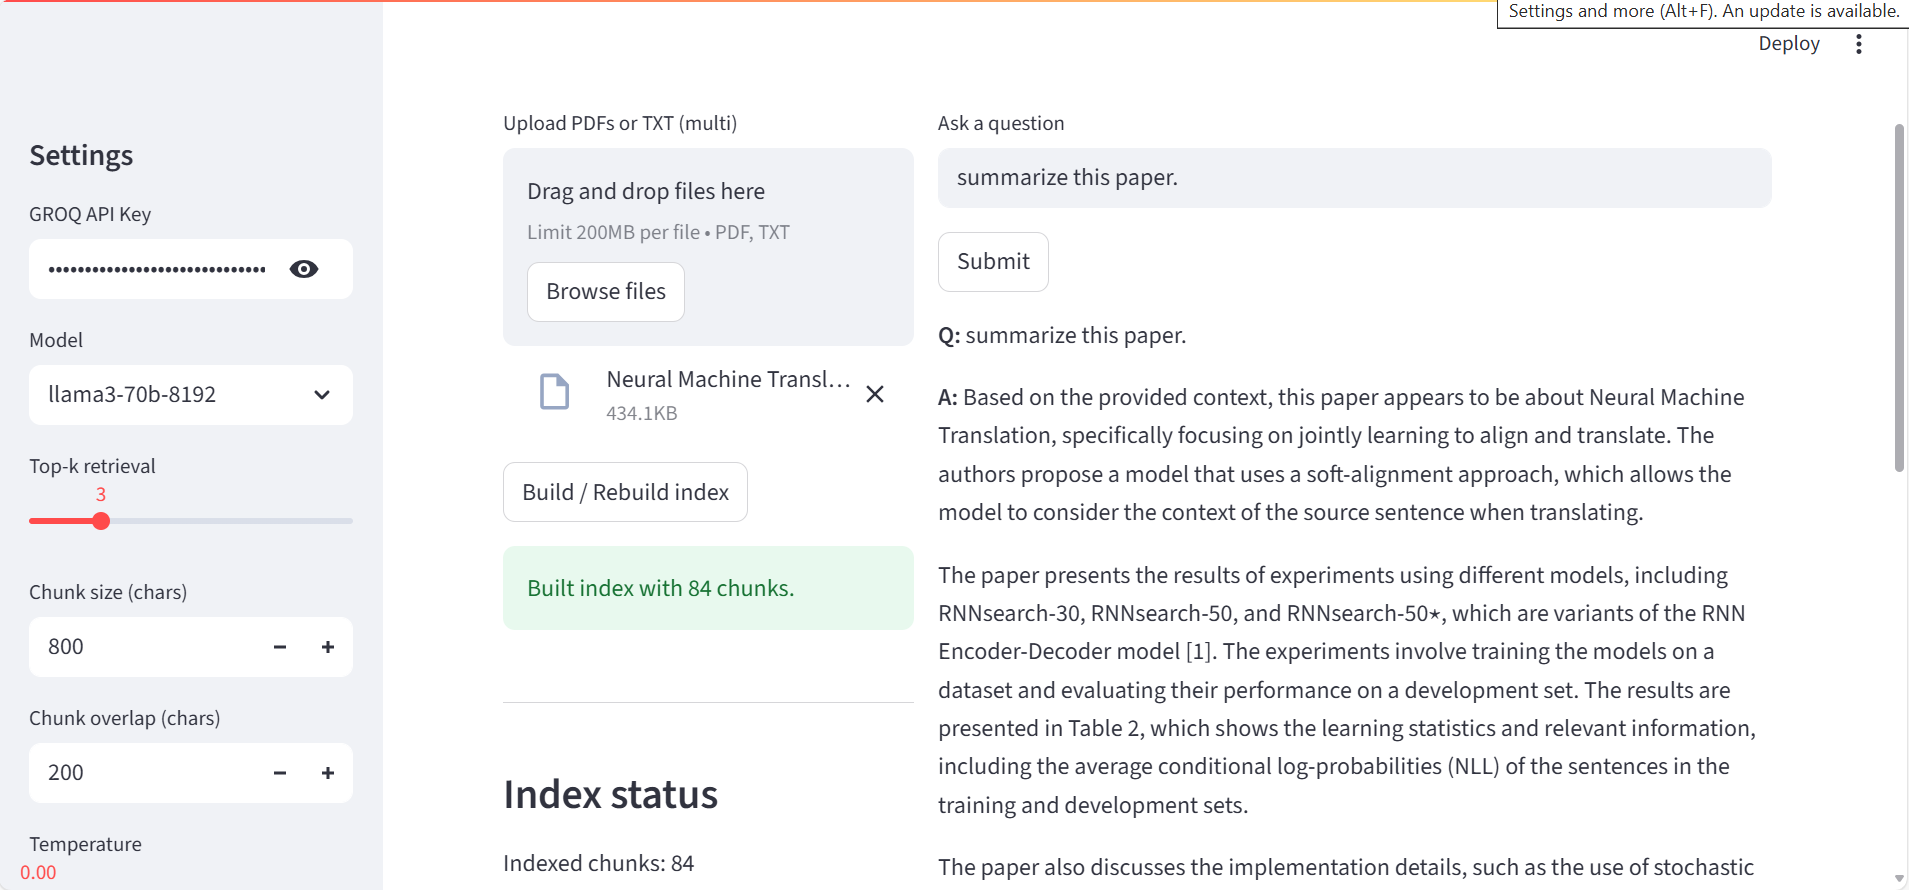 Settings and more (Alt+F). An update is available.
Deploy
Settings
GROQ API Key
••••••••••••••••••••••••••••••
Model
llama3-70b-8192
Top-k retrieval
3
Chunk size (chars)
800
Chunk overlap (chars)
200
Temperature
0.00
Upload PDFs or TXT (multi)
Drag and drop files here
Limit 200MB per file • PDF, TXT
Browse files
Neural Machine Transl...
434.1KB
Build / Rebuild index
Built index with 84 chunks.
Index status
Indexed chunks: 84
Ask a question
summarize this paper.
Submit
Q: summarize this paper.
A: Based on the provided context, this paper appears to be about Neural Machine
Translation, specifically focusing on jointly learning to align and translate. The
authors propose a model that uses a soft-alignment approach, which allows the
model to consider the context of the source sentence when translating.
The paper presents the results of experiments using different models, including
RNNsearch-30, RNNsearch-50, and RNNsearch-50⋆, which are variants of the RNN
Encoder-Decoder model [1]. The experiments involve training the models on a
dataset and evaluating their performance on a development set. The results are
presented in Table 2, which shows the learning statistics and relevant information,
including the average conditional log-probabilities (NLL) of the sentences in the
training and development sets.
The paper also discusses the implementation details, such as the use of stochastic